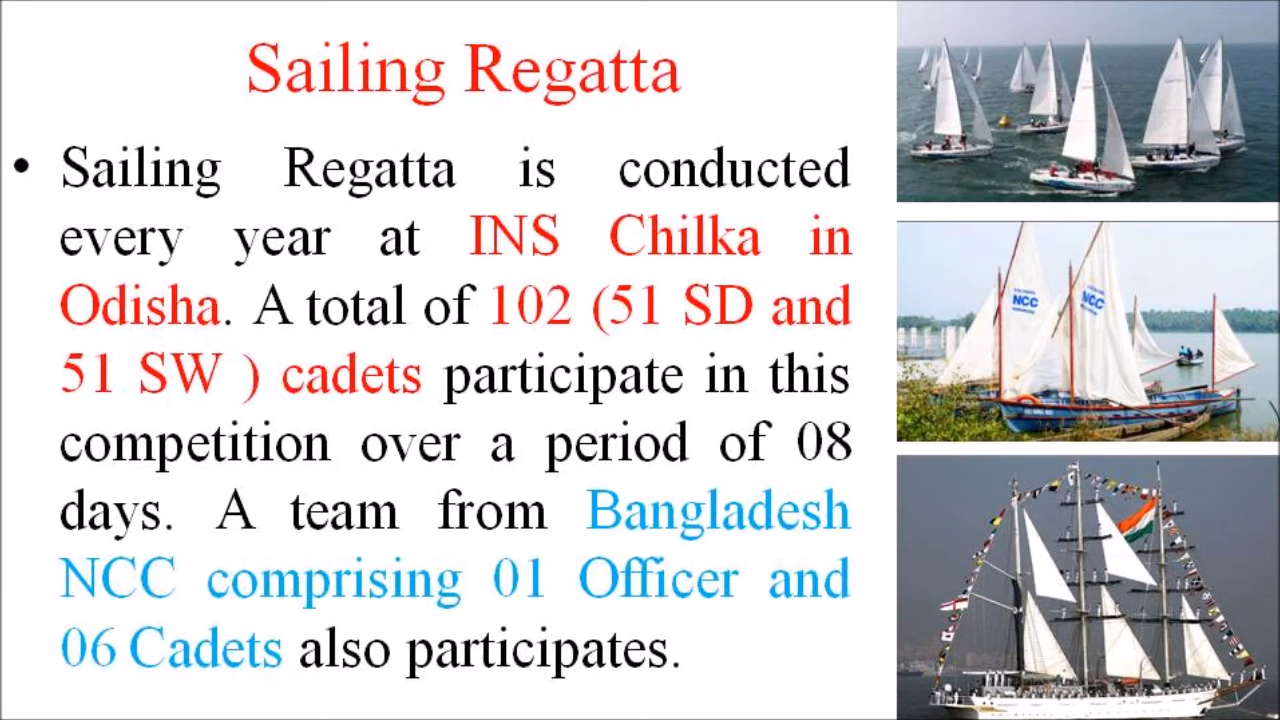 Sailing Regatta
• Sailing Regatta is conducted
every year at INS Chilka in
Odisha. A total of 102 (51 SD and
51 SW ) cadets participate in this
competition over a period of 08
days. A team from Bangladesh
NCC comprising 01 Officer and
06 Cadets also participates.
NCC
NCC